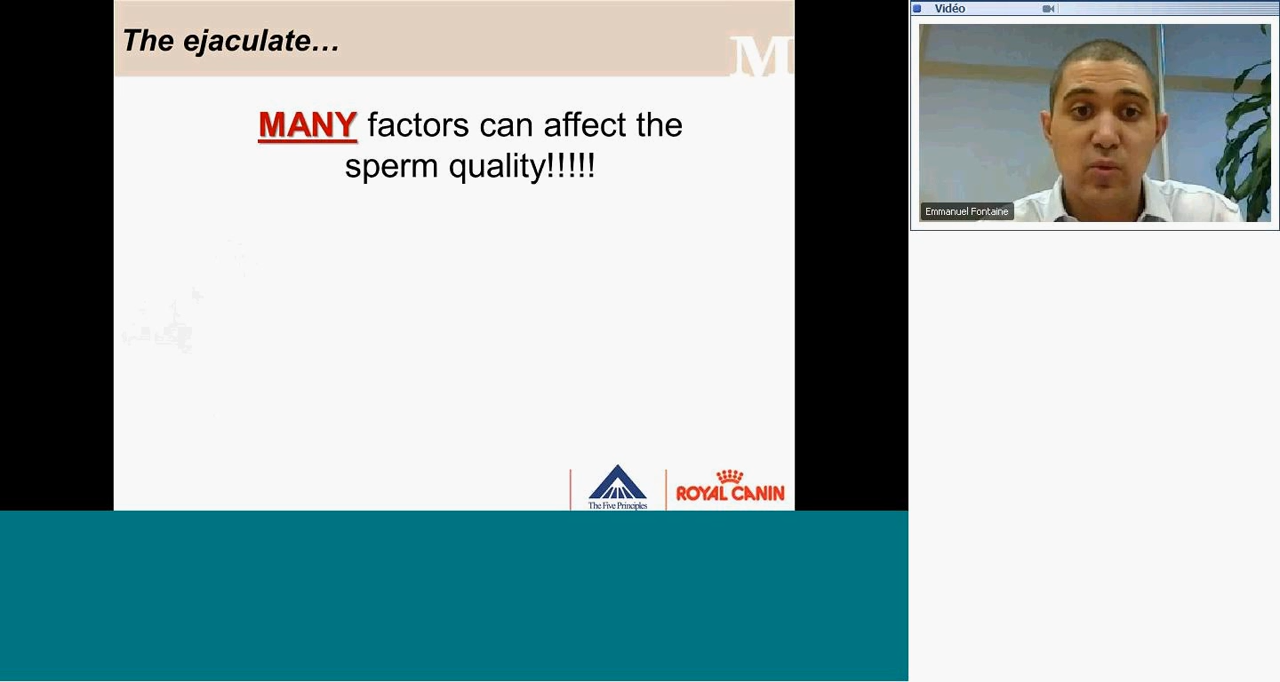 The ejaculate…
M
MANY factors can affect the
sperm quality!!!!!
The Five Principles
ROYAL CANIN
Vidéo
Emmanuel Fontaine